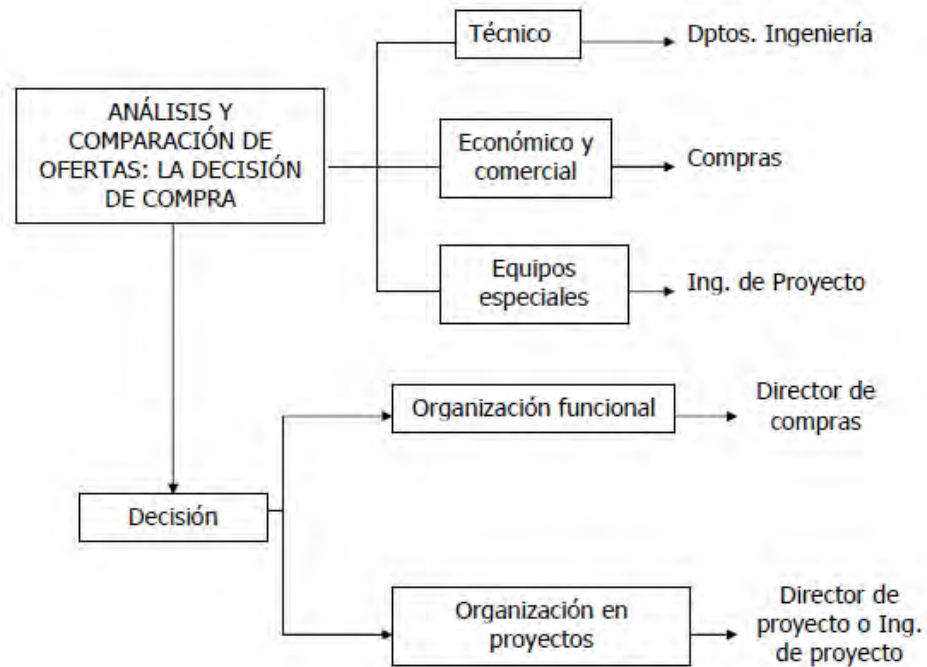 Técnico
Dptos. Ingeniería
ANÁLISIS Y
COMPARACIÓN DE
OFERTAS: LA DECISIÓN
DE COMPRA
Económico y
comercial
Compras
Equipos
especiales
Ing. de Proyecto
Organización funcional
Director de
compras
Decisión
Organización en
proyectos
Director de
proyecto o Ing.
de proyecto